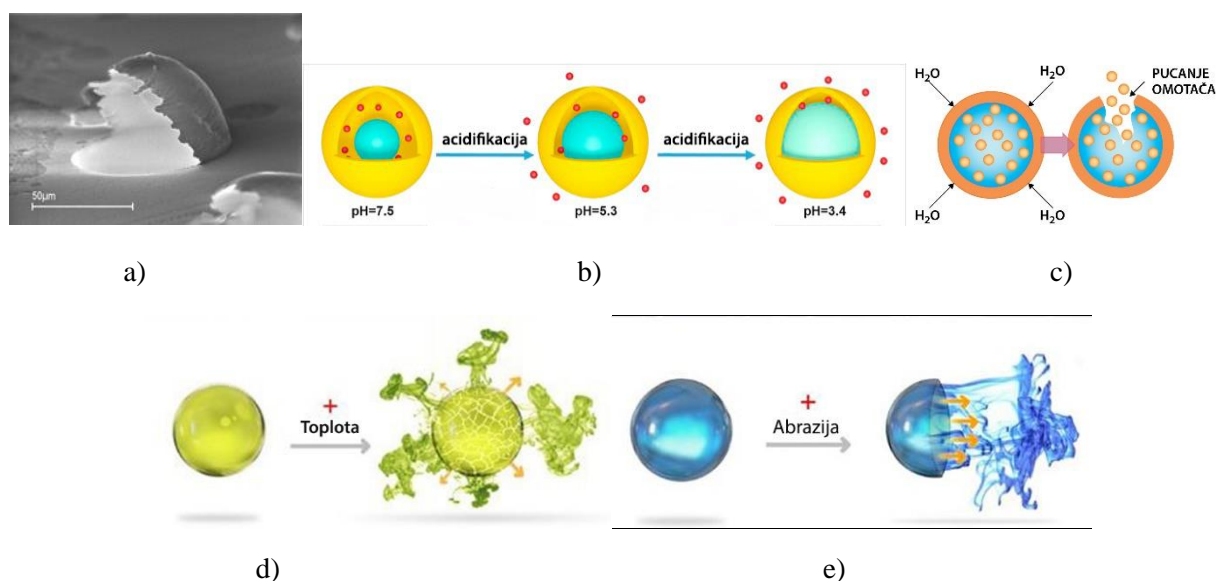 50µm
a)
acidifikacija
acidifikacija
pH=7.5
pH=5.3
pH=3.4
b)
H₂O
H₂O
H₂O
H₂O
PUCANJE
OMOTAČA
c)
+
Toplota
d)
+
Abrazija
e)